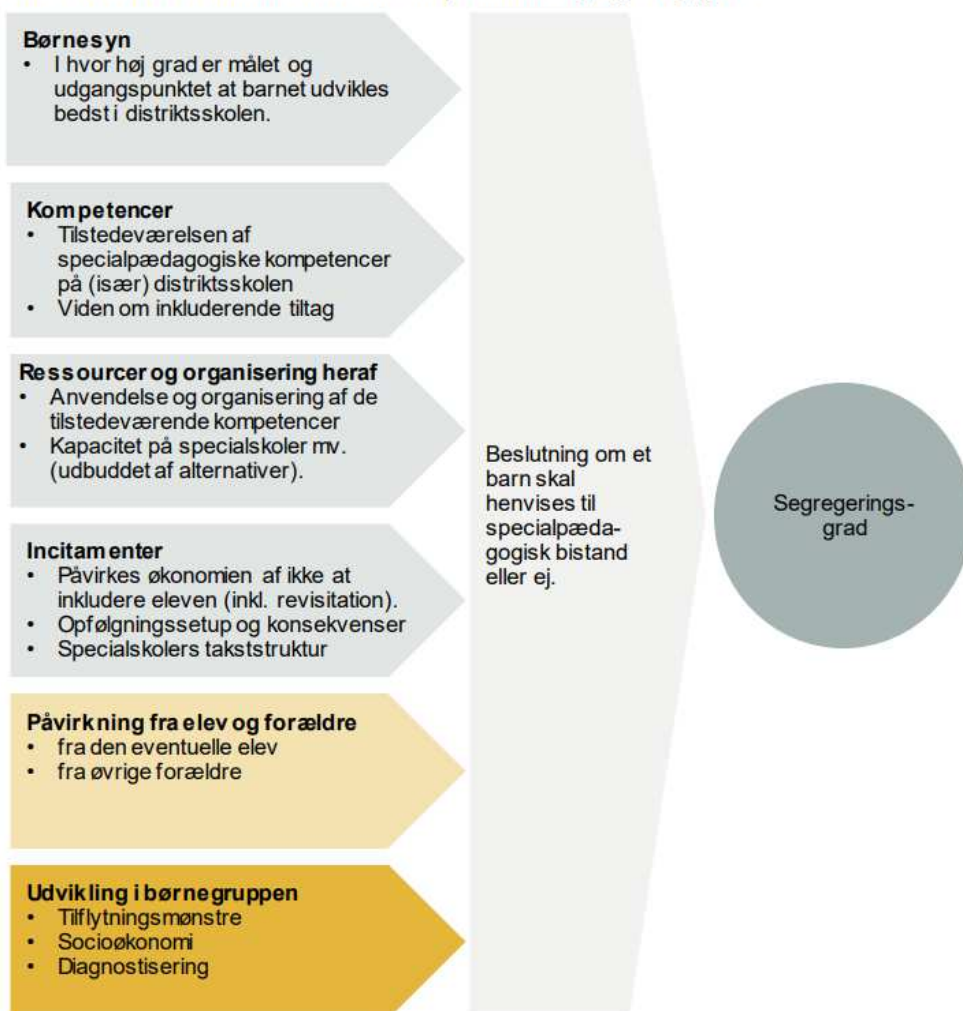 Børnesyn
• I hvor høj grad er målet og
udgangspunktet at barnet udvikles
bedst i distriktsskolen.
Kompetencer
• Tilstedeværelsen af
specialpædagogiske kompetencer
på (især) distriktsskolen
• Viden om inkluderende tiltag
Ressourcer og organisering heraf
• Anvendelse og organisering af de
tilstedeværende kompetencer
• Kapacitet på specialskoler mv.
(udbuddet af alternativer).
Incitamenter
• Påvirkes økonomien af ikke at
inkludere eleven (inkl. revisitation).
• Opfølgningssetup og konsekvenser
• Specialskolers takststruktur
Påvirkning fra elev og forældre
• fra den eventuelle elev
• fra øvrige forældre
Udvikling i børnegruppen
• Tilflytningsmønstre
• Socioøkonomi
• Diagnostisering
Beslutning om et
barn skal
henvises til
specialpæda-
gogisk bistand
eller ej.
Segregerings-
grad